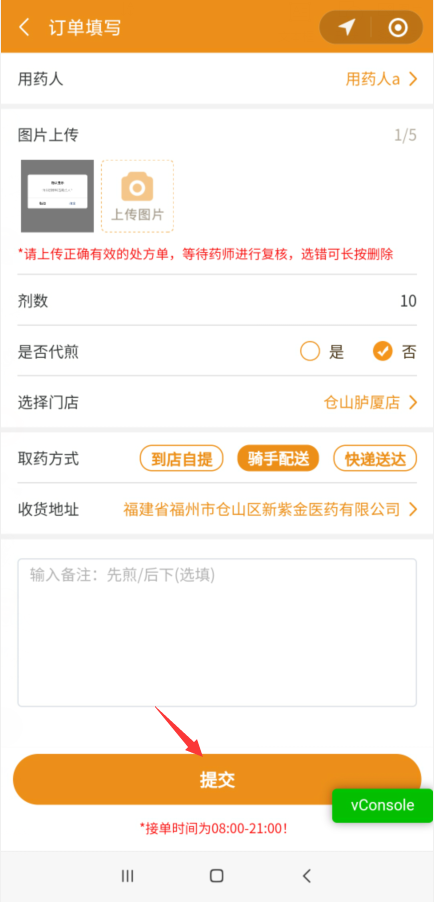 订单填写
用药人 用药人a
图片上传 1/5
上传图片
*请上传正确有效的处方单，等待药师进行复核，选错可长按删除
剂数 10
是否代煎 是 否
选择门店 仓山胪厦店
取药方式 到店自提 骑手配送 快递送达
收货地址 福建省福州市仓山区新紫金医药有限公司
输入备注：先煎/后下(选填)
提交
vConsole
*接单时间为08:00-21:00！